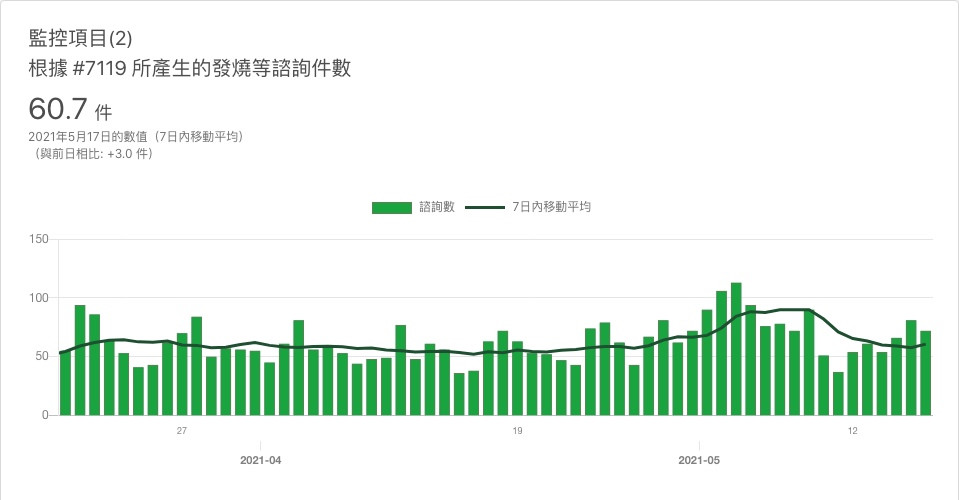 監控項目(2)
根據 #7119 所產生的發燒等諮詢件數
60.7 件
2021年5月17日的數值（7日內移動平均）
（與前日相比: +3.0 件）
諮詢數 7日內移動平均
150
100
50
0
27 19 12
2021-04 2021-05